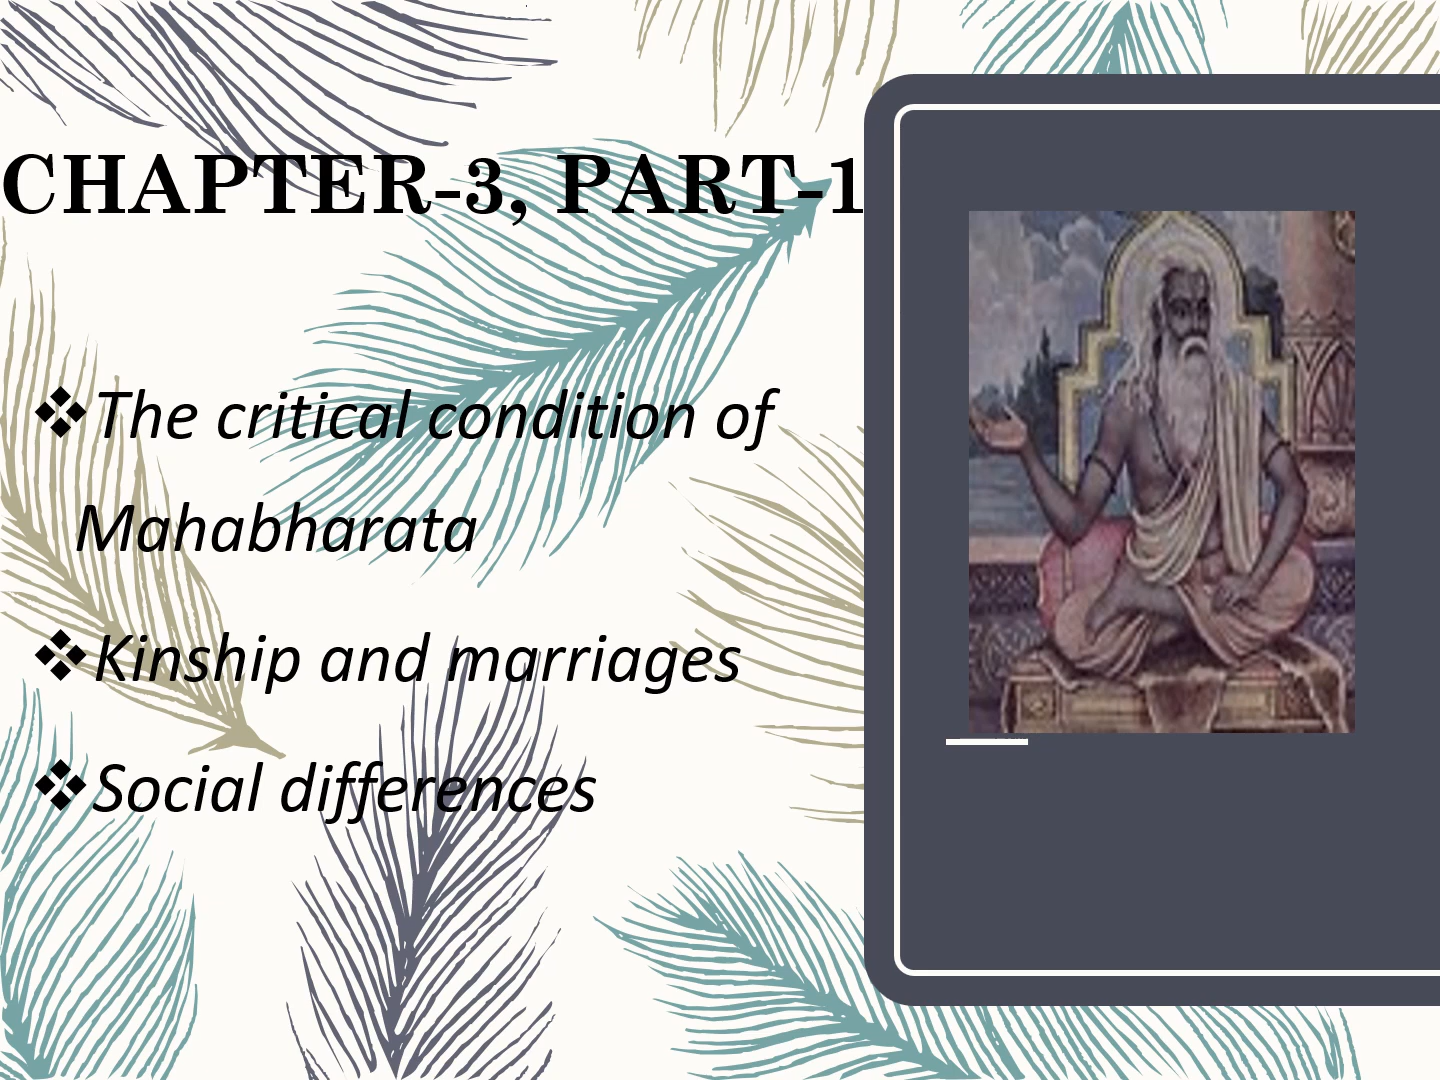 CHAPTER-3, PART-1
❖The critical condition of
Mahabharata
❖Kinship and marriages
❖Social differences